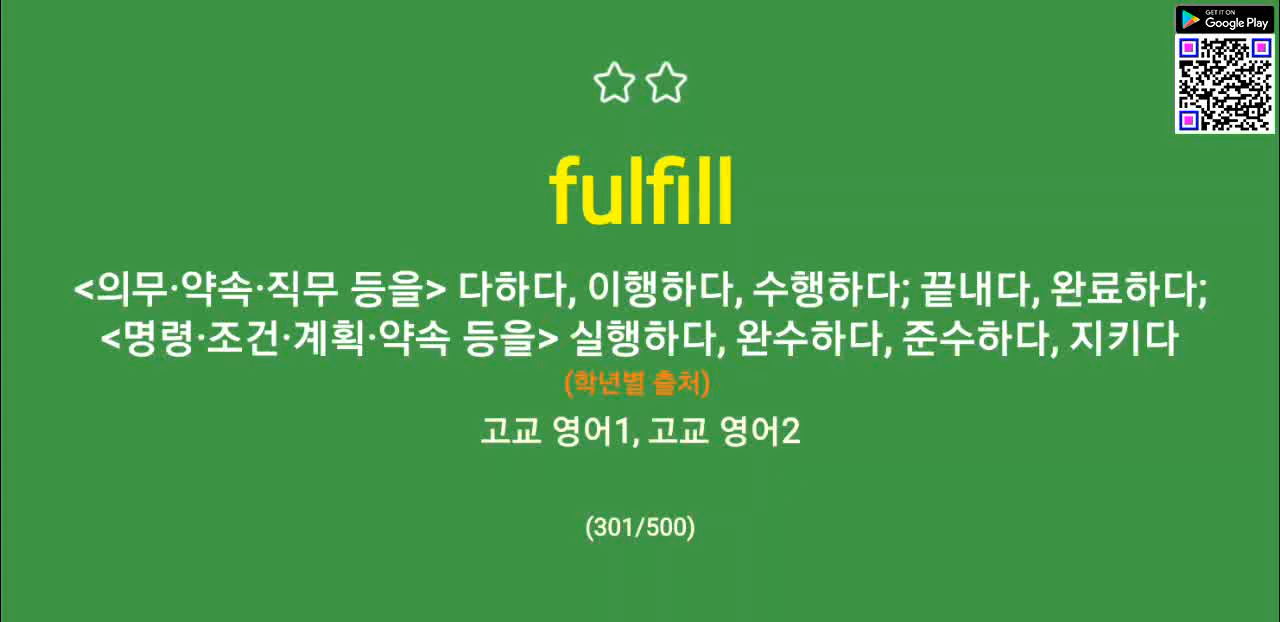 GET IT ON
Google Play
fulfill
<의무·약속·직무 등을> 다하다, 이행하다, 수행하다; 끝내다, 완료하다;
<명령·조건·계획·약속 등을> 실행하다, 완수하다, 준수하다, 지키다
(학년별 출처)
고교 영어1, 고교 영어2
(301/500)